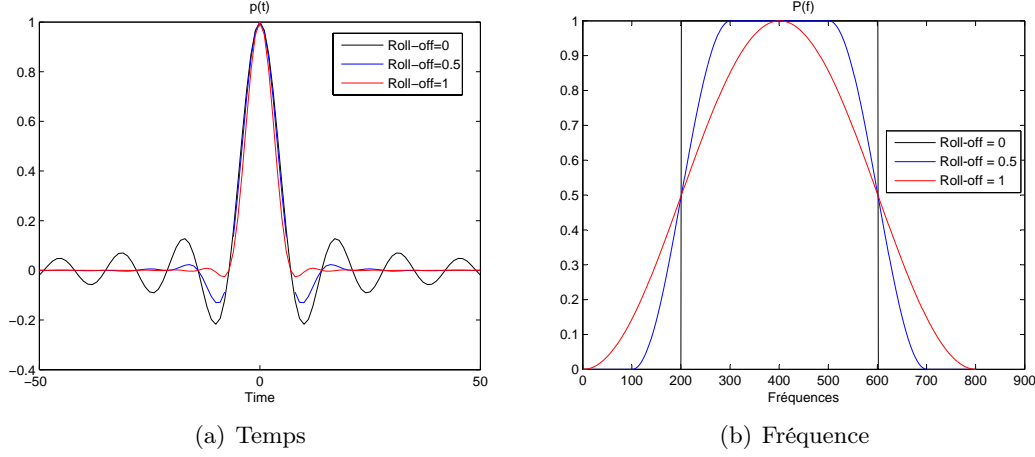 p(t)
1
0.8
0.6
0.4
0.2
0
−0.2
−0.4
−50
0
50
Time
Roll−off=0
Roll−off=0.5
Roll−off=1
(a) Temps
P(f)
1
0.9
0.8
0.7
0.6
0.5
0.4
0.3
0.2
0.1
0
0
100
200
300
400
500
600
700
800
900
Fréquences
Roll-off = 0
Roll-off = 0.5
Roll-off = 1
(b) Fréquence